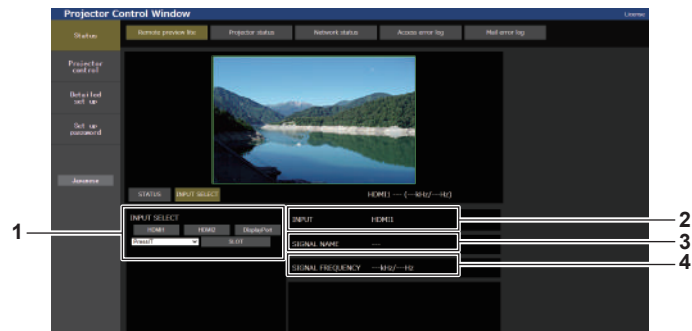 Projector Control Window
License
Status
Remote preview lite
Projector status
Network status
Access error log
Mail error log
Projector
control
Detailed
set up
Set up
password
Japanese
STATUS
INPUT SELECT
HDMI1 --- (---kHz/---Hz)
1
INPUT SELECT
HDMI1
HDMI2
DisplayPort
PressIT
SLOT
INPUT
HDMI1
2
SIGNAL NAME
---
3
SIGNAL FREQUENCY
---kHz/---Hz
4